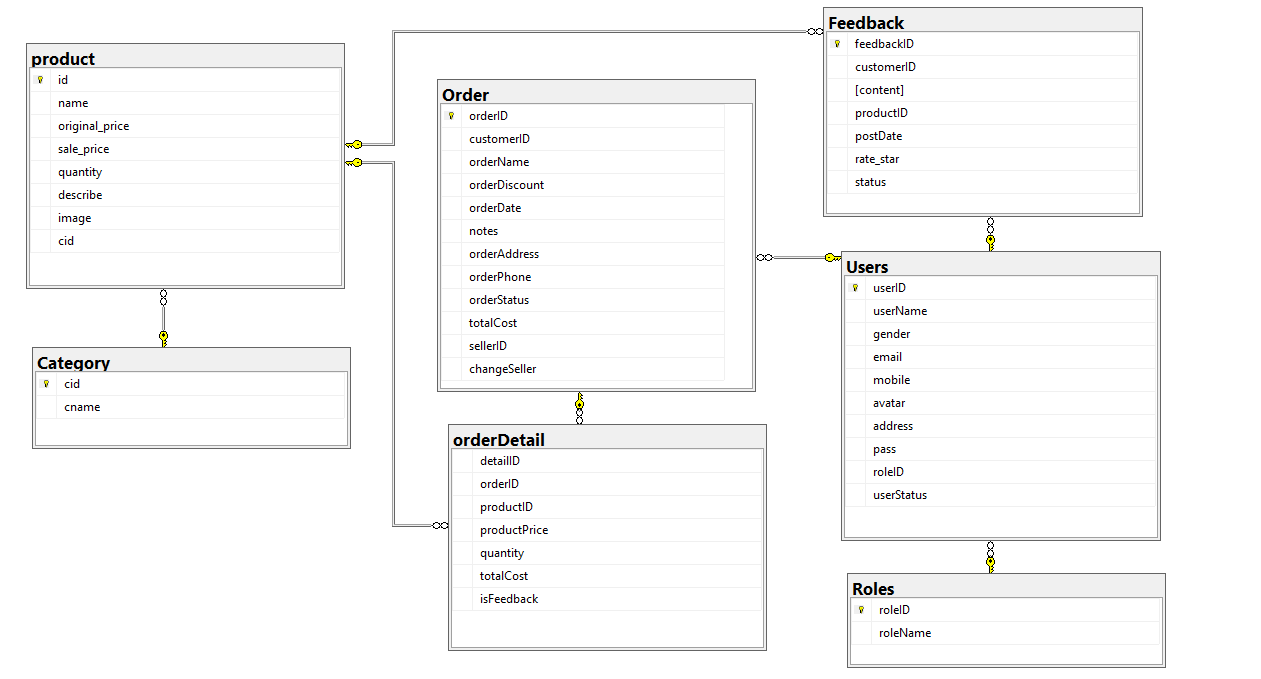 product
id
name
original_price
sale_price
quantity
describe
image
cid
Category
cid
cname
Order
orderID
customerID
orderName
orderDiscount
orderDate
notes
orderAddress
orderPhone
orderStatus
totalCost
sellerID
changeSeller
orderDetail
detailID
orderID
productID
productPrice
quantity
totalCost
isFeedback
Feedback
feedbackID
customerID
[content]
productID
postDate
rate_star
status
Users
userID
userName
gender
email
mobile
avatar
address
pass
roleID
userStatus
Roles
roleID
roleName